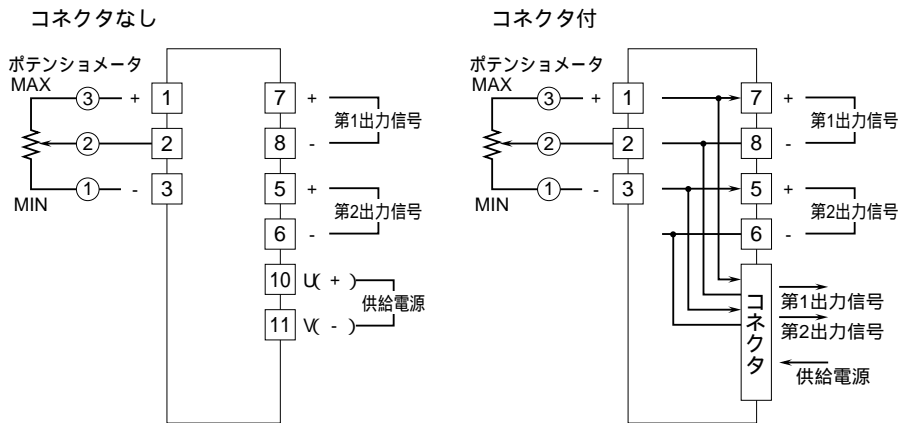 コネクタなし
ポテンショメータ
MAX
③ + 1
② 2
① - 3
MIN
7 +
第1出力信号
8 -
5 +
第2出力信号
6 -
10 U( + )
供給電源
11 V( - )
コネクタ付
ポテンショメータ
MAX
③ + 1
② 2
① - 3
MIN
7 +
第1出力信号
8 -
5 +
第2出力信号
6 -
コネクタ
第1出力信号
第2出力信号
供給電源